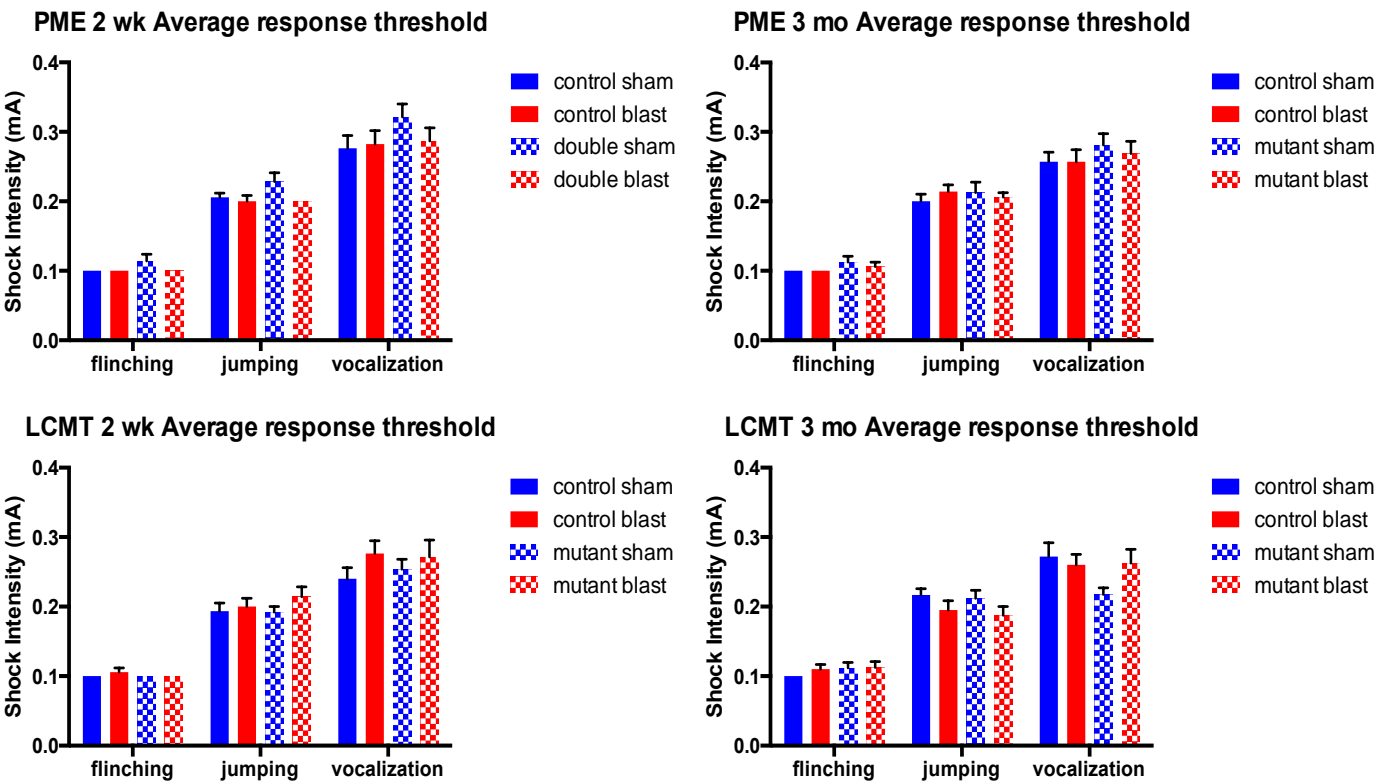 PME 2 wk Average response threshold
Shock Intensity (mA)
0.4
0.3
0.2
0.1
0.0
flinching
jumping
vocalization
control sham
control blast
double sham
double blast
PME 3 mo Average response threshold
Shock Intensity (mA)
0.4
0.3
0.2
0.1
0.0
flinching
jumping
vocalization
control sham
control blast
mutant sham
mutant blast
LCMT 2 wk Average response threshold
Shock Intensity (mA)
0.4
0.3
0.2
0.1
0.0
flinching
jumping
vocalization
control sham
control blast
mutant sham
mutant blast
LCMT 3 mo Average response threshold
Shock Intensity (mA)
0.4
0.3
0.2
0.1
0.0
flinching
jumping
vocalization
control sham
control blast
mutant sham
mutant blast